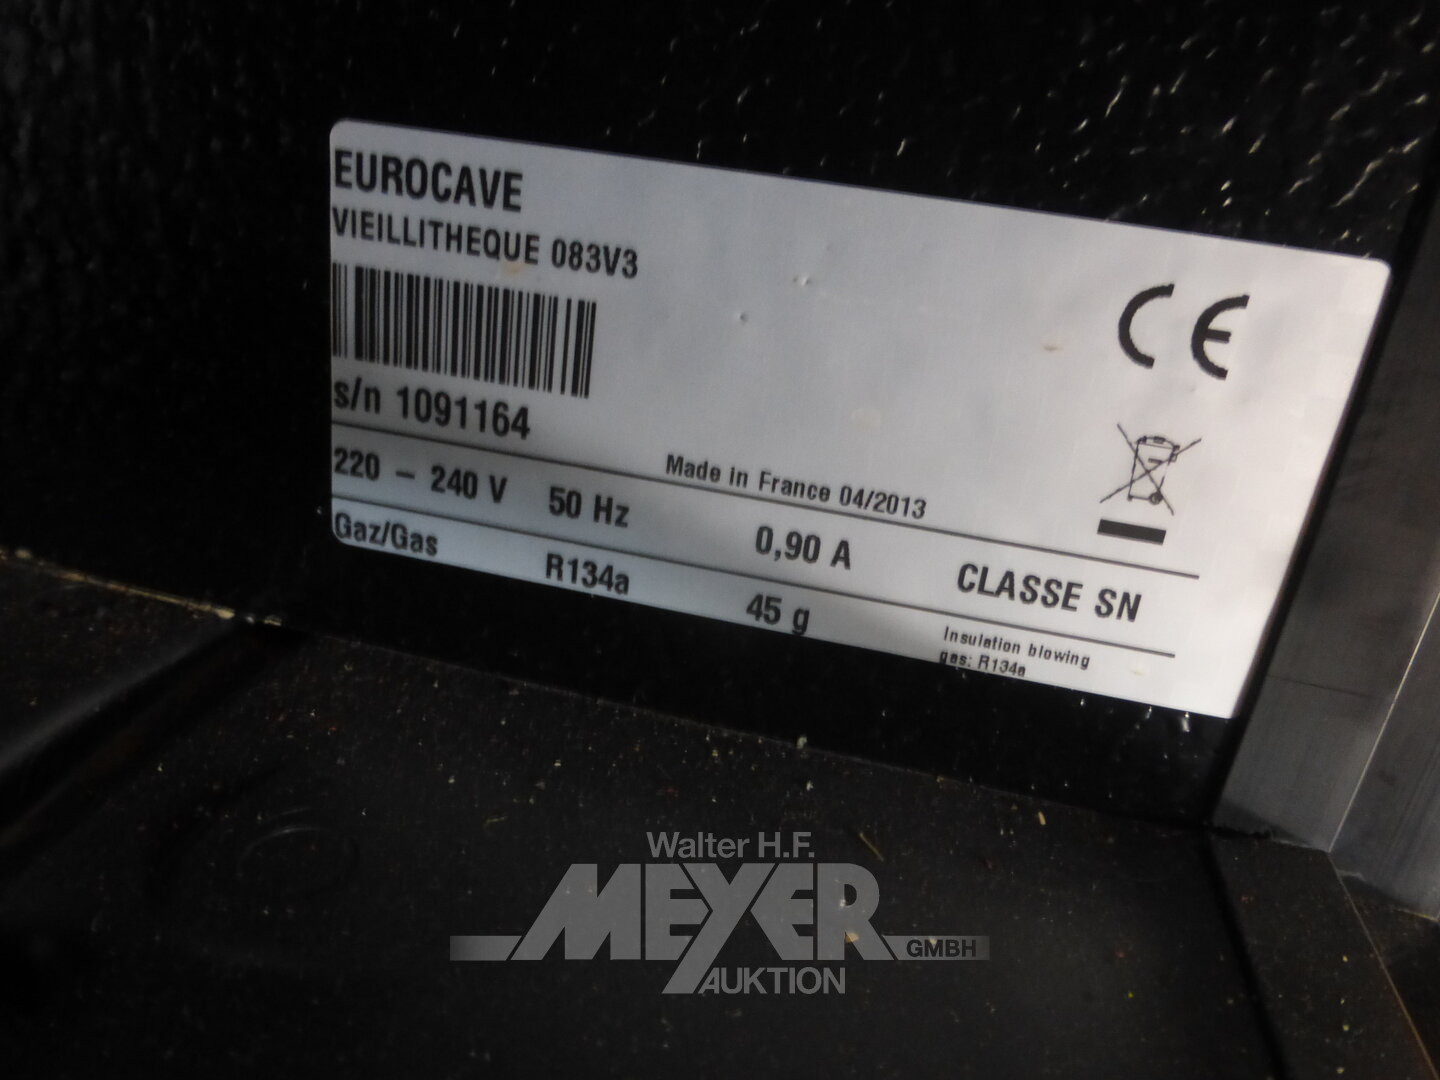 EUROCAVE
VIEILLITHEQUE 083V3
s/n 1091164
Made in France 04/2013
220 – 240 V 50 Hz 0,90 A CLASSE SN
Gaz/Gas R134a 45 g Insulation blowing
gas: R134a
CE
Walter H.F.
MEYER
GMBH
AUKTION